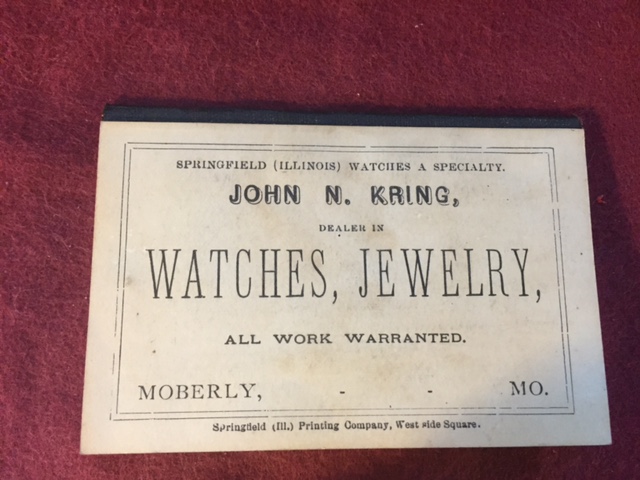 SPRINGFIELD (ILLINOIS) WATCHES A SPECIALTY.
JOHN N. KRING,
DEALER IN
WATCHES, JEWELRY,
ALL WORK WARRANTED.
MOBERLY, - - MO.
Springfield (Ill.) Printing Company, West side Square.